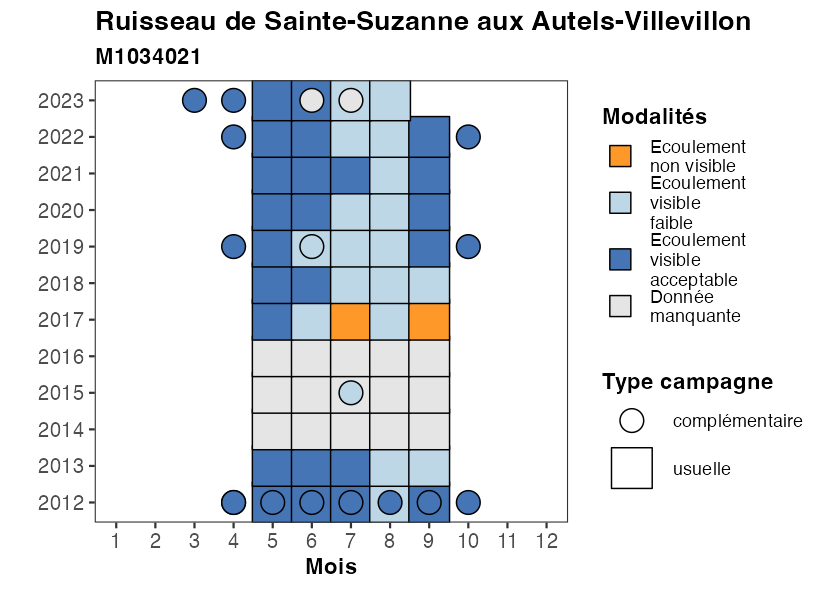 Ruisseau de Sainte-Suzanne aux Autels-Villevillon
M1034021
2023
2022
2021
2020
2019
2018
2017
2016
2015
2014
2013
2012
1 2 3 4 5 6 7 8 9 10 11 12
Mois
Modalités
Ecoulement
non visible
Ecoulement
visible
faible
Ecoulement
visible
acceptable
Donnée
manquante
Type campagne
complémentaire
usuelle